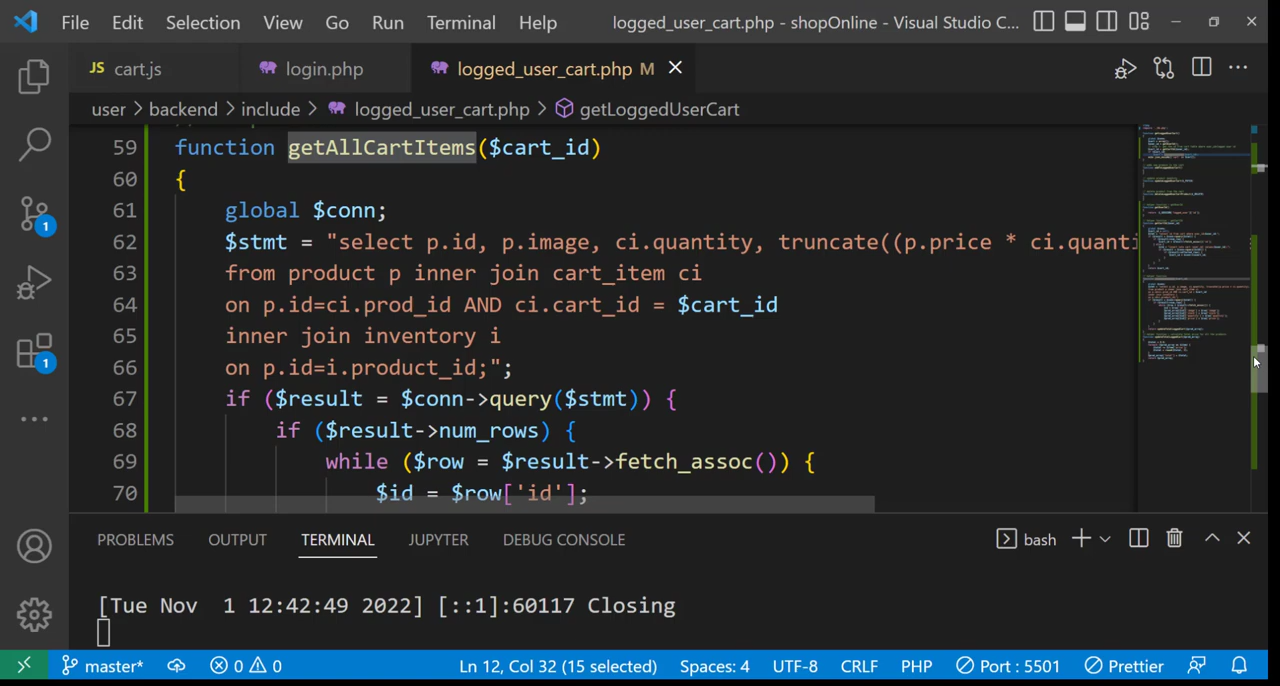 File Edit Selection View Go Run Terminal Help logged_user_cart.php - shopOnline - Visual Studio C...
JS cart.js login.php logged_user_cart.php M
user > backend > include > logged_user_cart.php > getLoggedUserCart
59 function getAllCartItems($cart_id)
60 {
61 global $conn;
62 $stmt = "select p.id, p.image, ci.quantity, truncate((p.price * ci.quanti
63 from product p inner join cart_item ci
64 on p.id=ci.prod_id AND ci.cart_id = $cart_id
65 inner join inventory i
66 on p.id=i.product_id;";
67 if ($result = $conn->query($stmt)) {
68 if ($result->num_rows) {
69 while ($row = $result->fetch_assoc()) {
70 $id = $row['id'];
1
1
PROBLEMS OUTPUT TERMINAL JUPYTER DEBUG CONSOLE bash
[Tue Nov  1 12:42:49 2022] [::1]:60117 Closing
master* 0 0 Ln 12, Col 32 (15 selected) Spaces: 4 UTF-8 CRLF PHP Port : 5501 Prettier